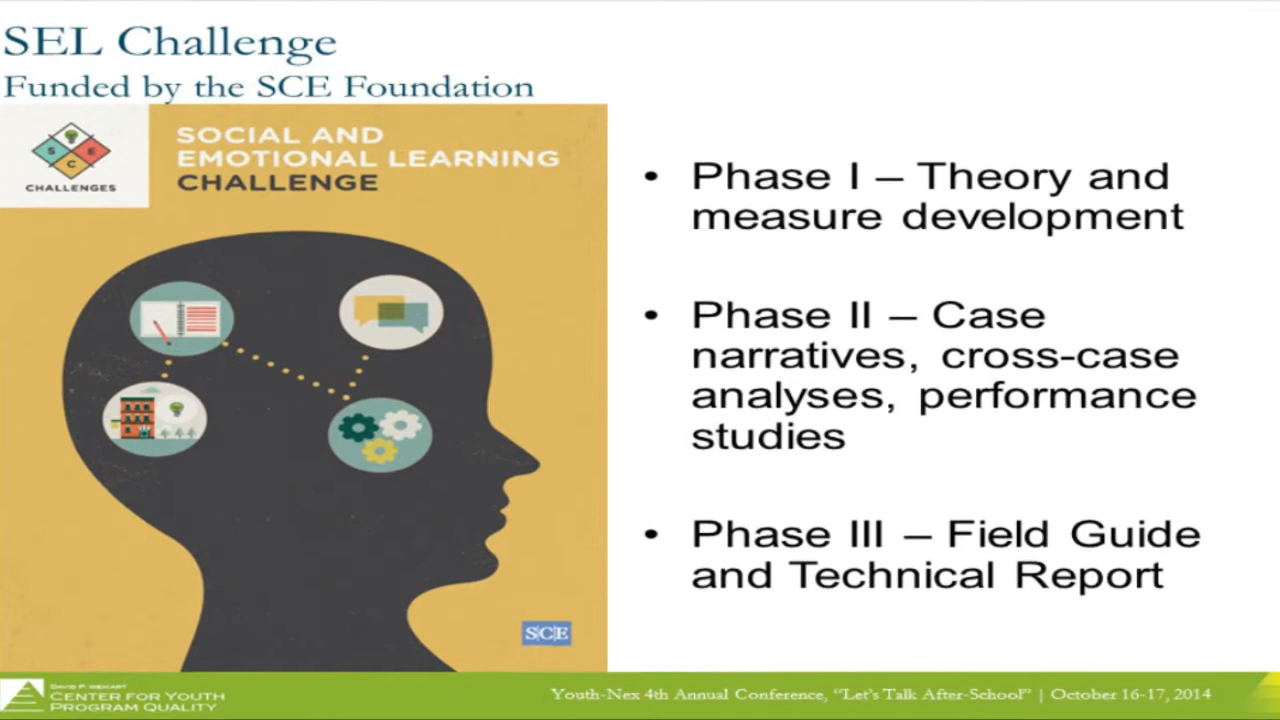 SEL Challenge
Funded by the SCE Foundation
S E
C
CHALLENGES
SOCIAL AND
EMOTIONAL LEARNING
CHALLENGE
S|C|E
• Phase I – Theory and
measure development
• Phase II – Case
narratives, cross-case
analyses, performance
studies
• Phase III – Field Guide
and Technical Report
DAVID P. WEIKART
CENTER FOR YOUTH
PROGRAM QUALITY
Youth-Nex 4th Annual Conference, “Let’s Talk After-School” | October 16-17, 2014